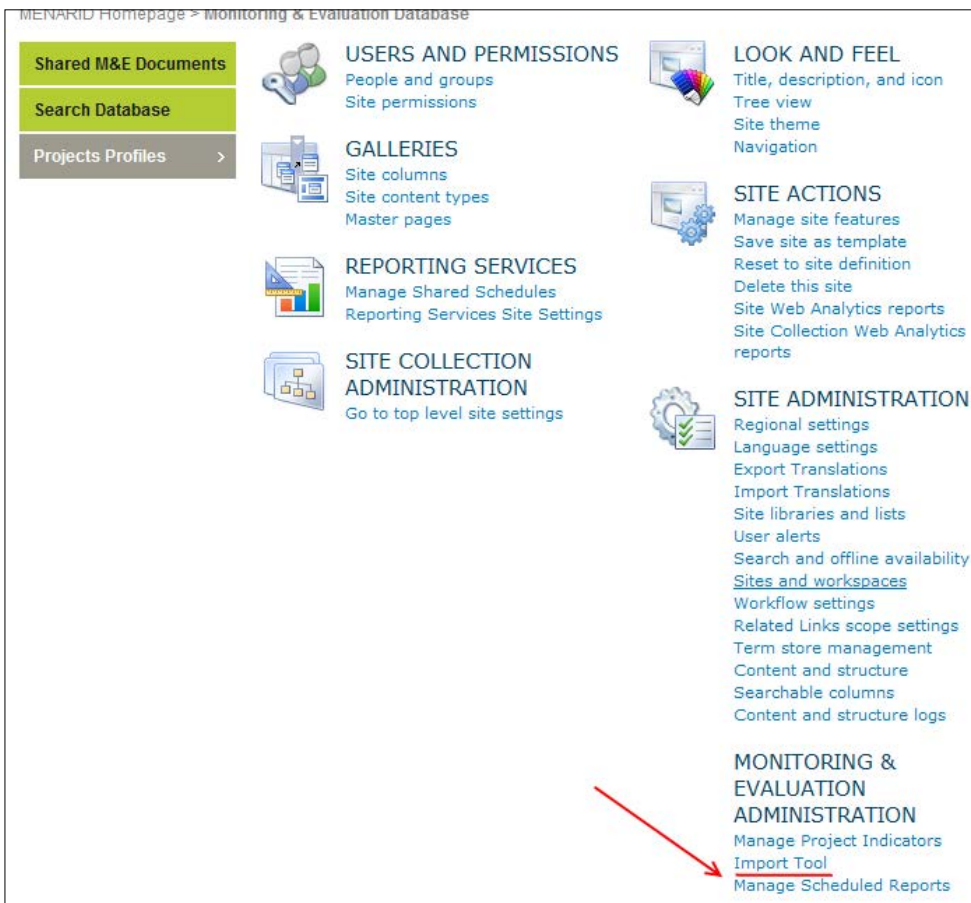 MENARID Homepage > Monitoring & Evaluation Database
Shared M&E Documents
Search Database
Projects Profiles >
USERS AND PERMISSIONS
People and groups
Site permissions
GALLERIES
Site columns
Site content types
Master pages
REPORTING SERVICES
Manage Shared Schedules
Reporting Services Site Settings
SITE COLLECTION
ADMINISTRATION
Go to top level site settings
LOOK AND FEEL
Title, description, and icon
Tree view
Site theme
Navigation
SITE ACTIONS
Manage site features
Save site as template
Reset to site definition
Delete this site
Site Web Analytics reports
Site Collection Web Analytics
reports
SITE ADMINISTRATION
Regional settings
Language settings
Export Translations
Import Translations
Site libraries and lists
User alerts
Search and offline availability
Sites and workspaces
Workflow settings
Related Links scope settings
Term store management
Content and structure
Searchable columns
Content and structure logs
MONITORING &
EVALUATION
ADMINISTRATION
Manage Project Indicators
Import Tool
Manage Scheduled Reports